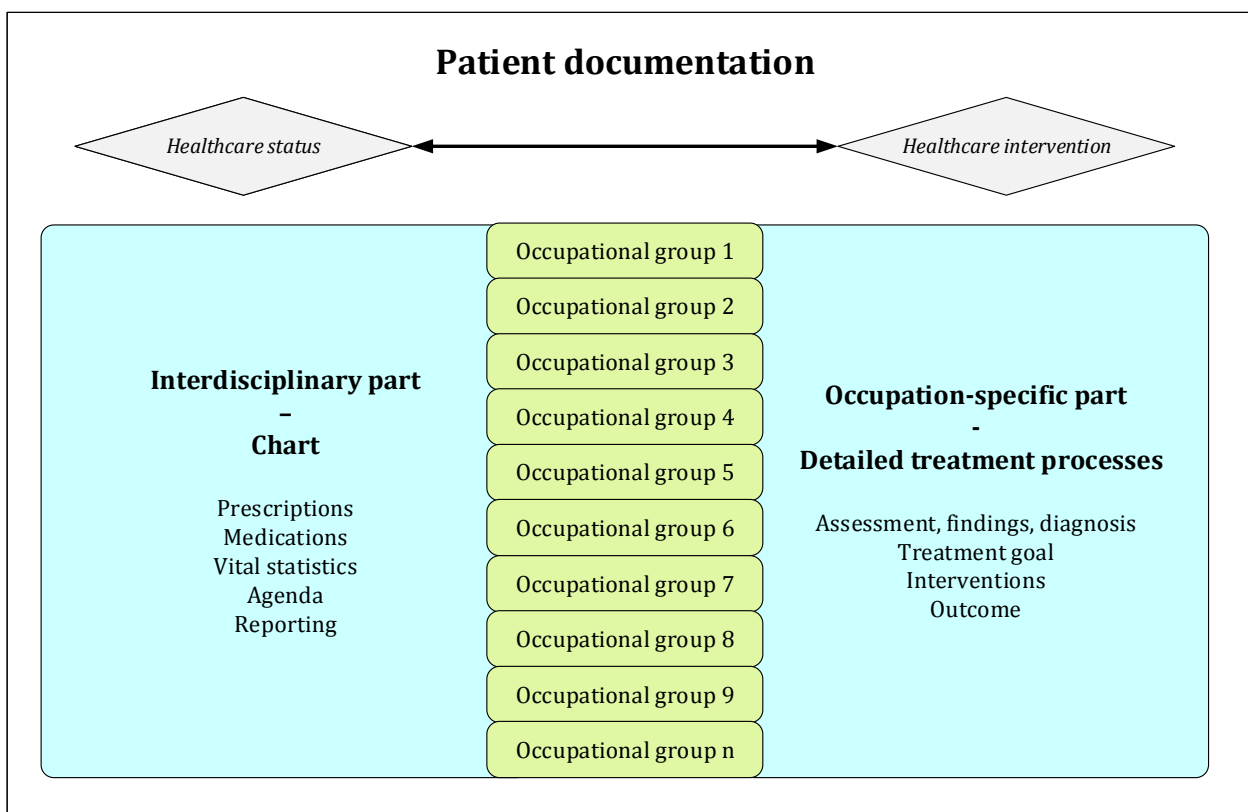 Patient documentation
Healthcare status
Healthcare intervention
Interdisciplinary part
–
Chart
Prescriptions
Medications
Vital statistics
Agenda
Reporting
Occupational group 1
Occupational group 2
Occupational group 3
Occupational group 4
Occupational group 5
Occupational group 6
Occupational group 7
Occupational group 8
Occupational group 9
Occupational group n
Occupation-specific part
-
Detailed treatment processes
Assessment, findings, diagnosis
Treatment goal
Interventions
Outcome